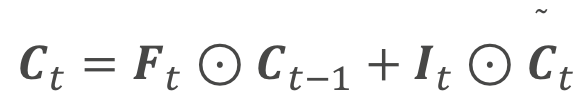 C_t = F_t ⊙ C_{t−1} + I_t ⊙ C̃_t